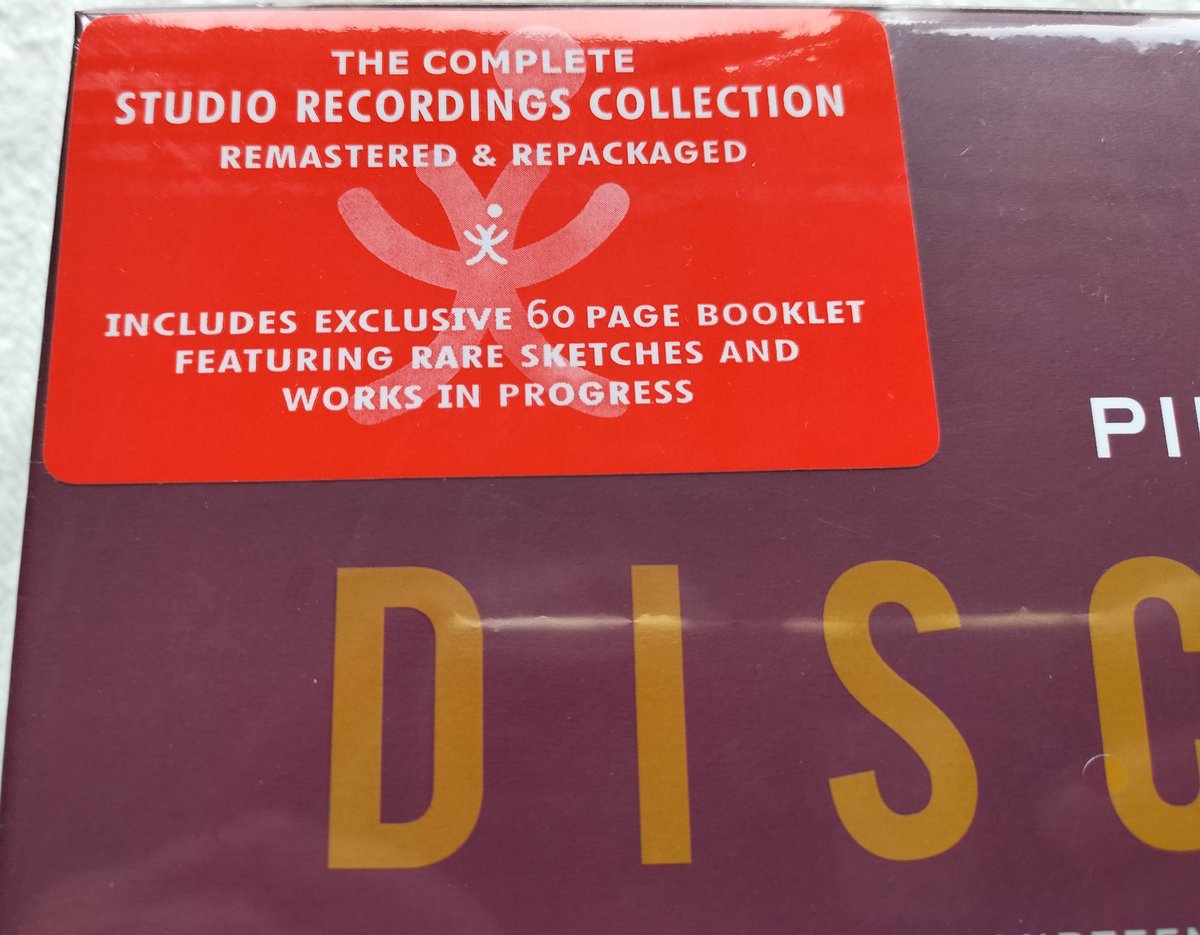 THE COMPLETE
STUDIO RECORDINGS COLLECTION
REMASTERED & REPACKAGED
INCLUDES EXCLUSIVE 60 PAGE BOOKLET
FEATURING RARE SKETCHES AND
WORKS IN PROGRESS
PI
DISC